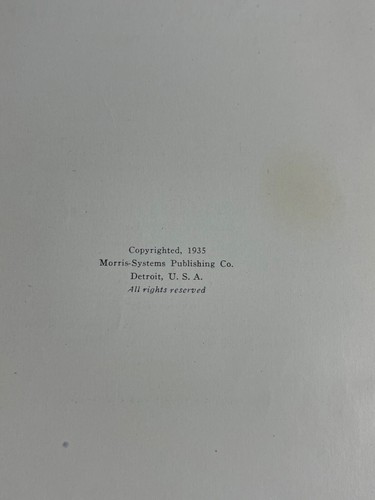 Copyrighted, 1935
Morris-Systems Publishing Co.
Detroit, U. S. A.
All rights reserved